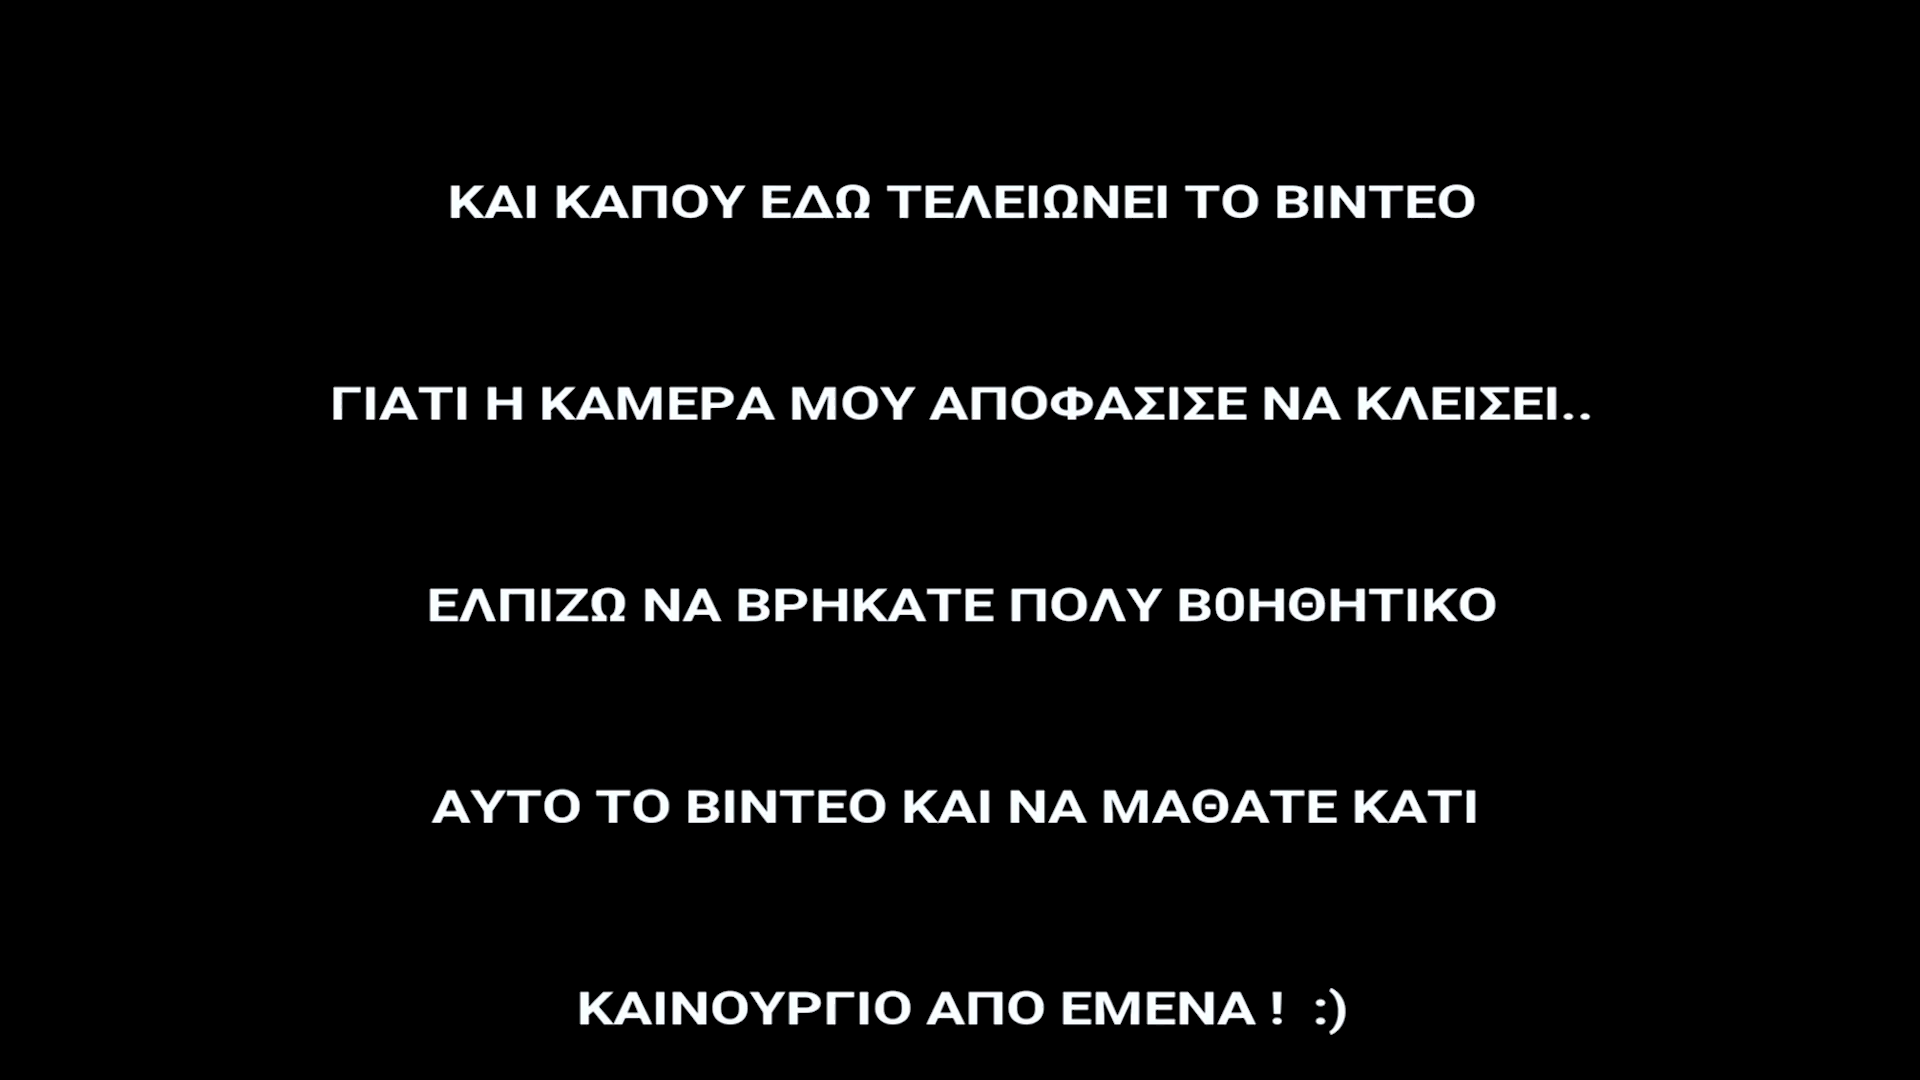 ΚΑΙ ΚΑΠΟΥ ΕΔΩ ΤΕΛΕΙΩΝΕΙ ΤΟ ΒΙΝΤΕΟ
ΓΙΑΤΙ Η ΚΑΜΕΡΑ ΜΟΥ ΑΠΟΦΑΣΙΣΕ ΝΑ ΚΛΕΙΣΕΙ..
ΕΛΠΙΖΩ ΝΑ ΒΡΗΚΑΤΕ ΠΟΛΥ Β0ΗΘΗΤΙΚΟ
ΑΥΤΟ ΤΟ ΒΙΝΤΕΟ ΚΑΙ ΝΑ ΜΑΘΑΤΕ ΚΑΤΙ
ΚΑΙΝΟΥΡΓΙΟ ΑΠΟ ΕΜΕΝΑ ! :)